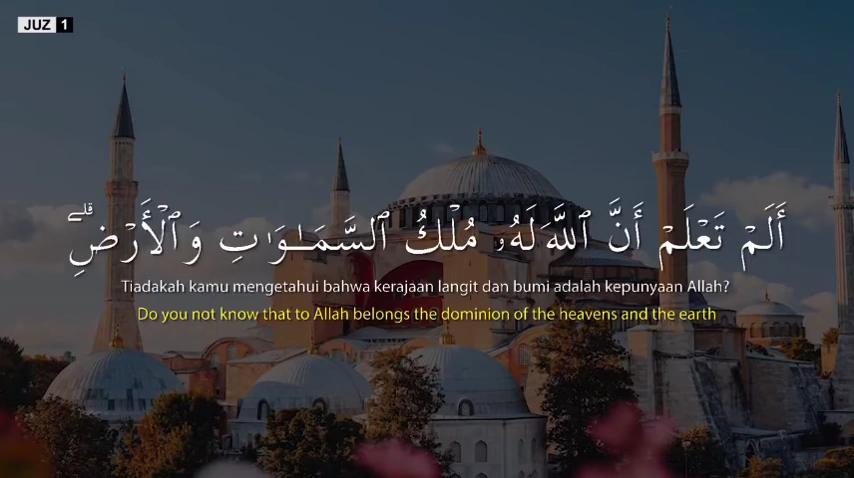 JUZ 1
أَلَمْ تَعْلَمْ أَنَّ ٱللَّهَ لَهُۥ مُلْكُ ٱلسَّمَـٰوَٰتِ وَٱلْأَرْضِ ۗ
Tiadakah kamu mengetahui bahwa kerajaan langit dan bumi adalah kepunyaan Allah?
Do you not know that to Allah belongs the dominion of the heavens and the earth